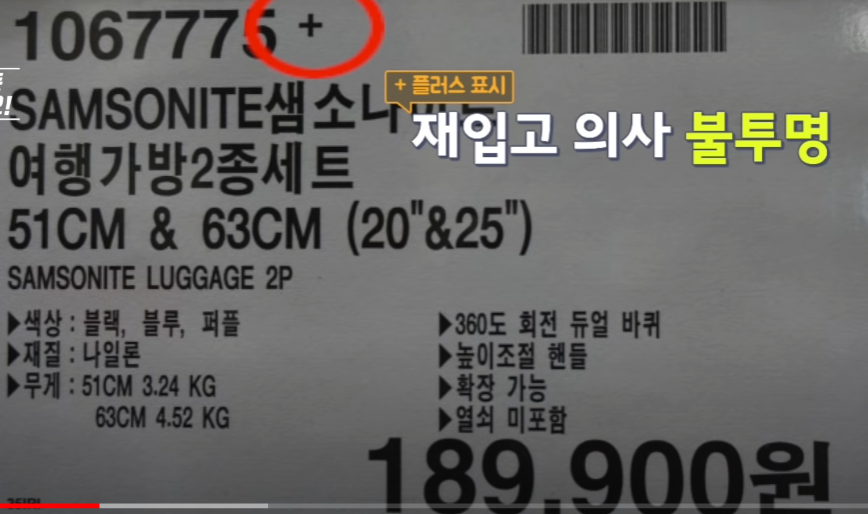 1067775 +
+ 플러스 표시
SAMSONITE샘소나
재입고 의사 불투명
여행가방2종세트
51CM & 63CM (20"&25")
SAMSONITE LUGGAGE 2P
▶색상 : 블랙, 블루, 퍼플
▶재질 : 나일론
▶무게 : 51CM 3.24 KG
63CM 4.52 KG
▶360도 회전 듀얼 바퀴
▶높이조절 핸들
▶확장 가능
▶열쇠 미포함
189,900원